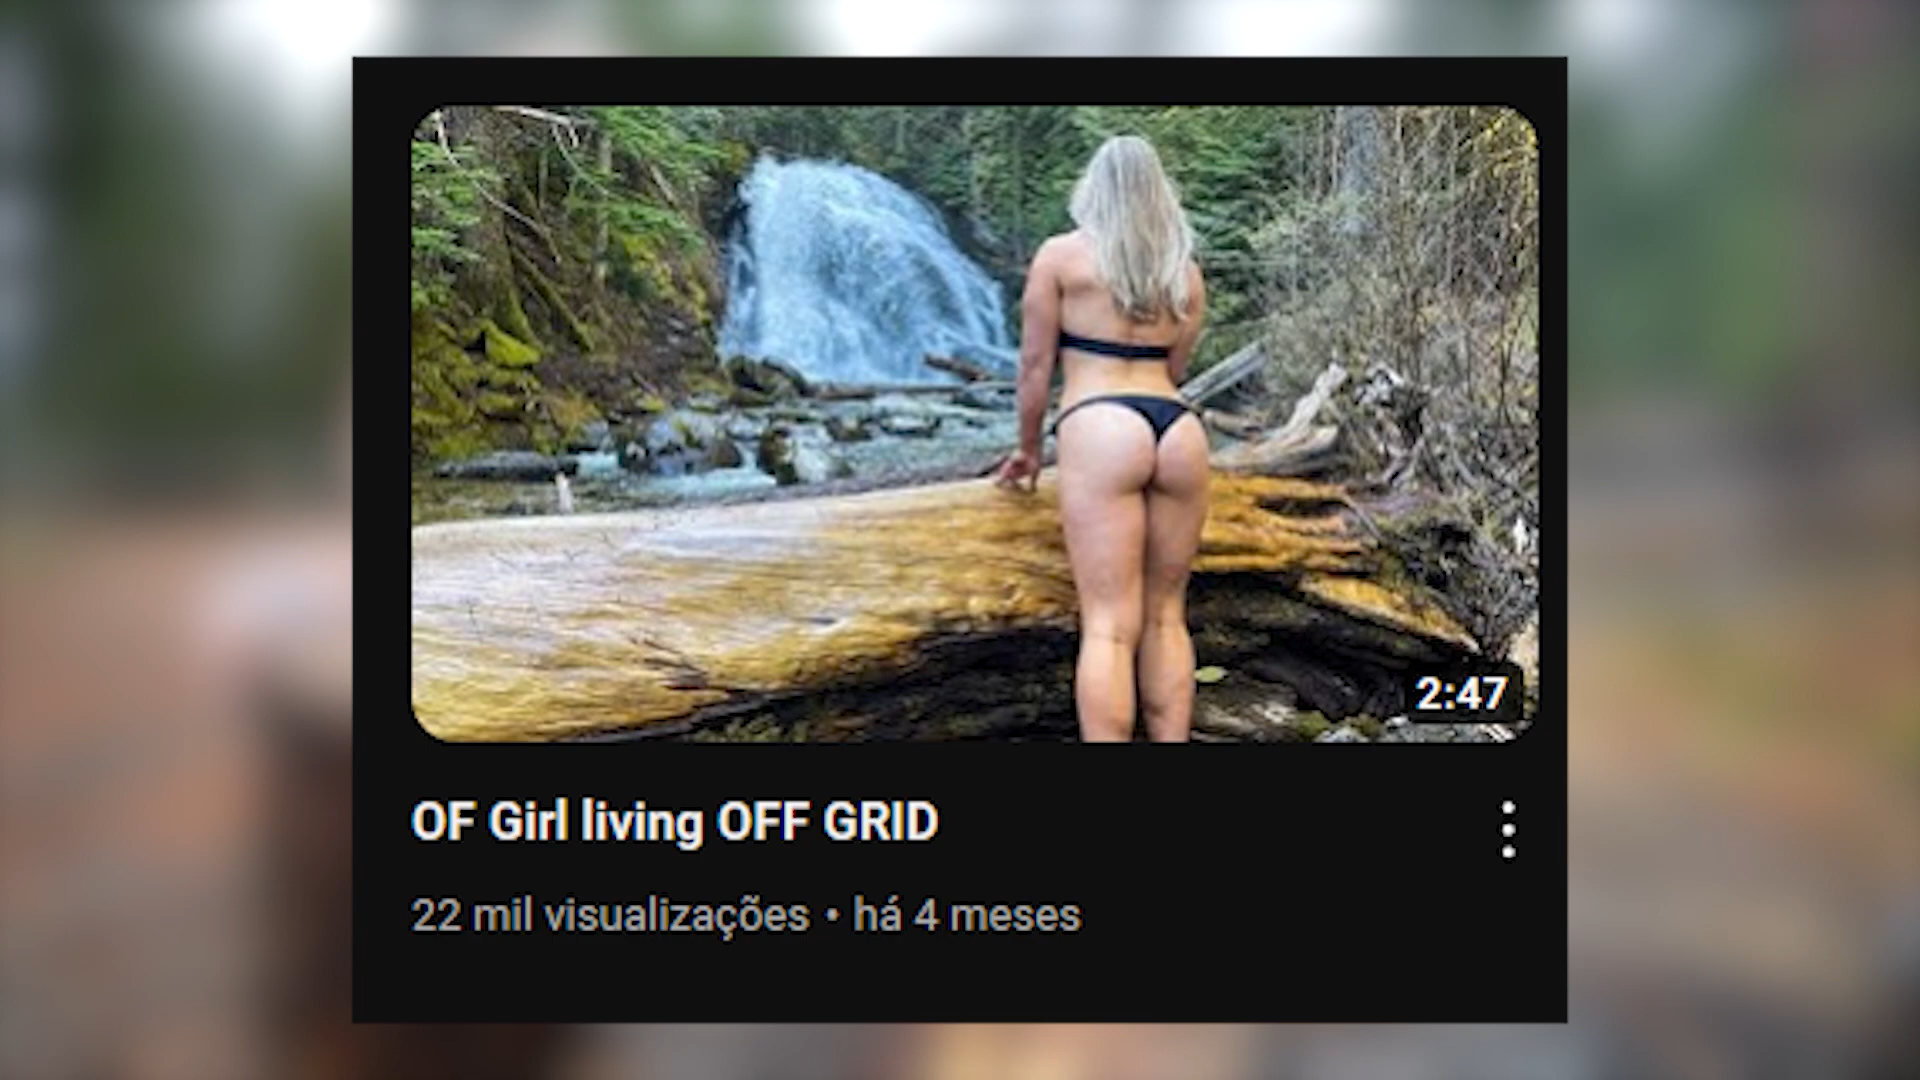 2:47
OF Girl living OFF GRID
22 mil visualizações • há 4 meses